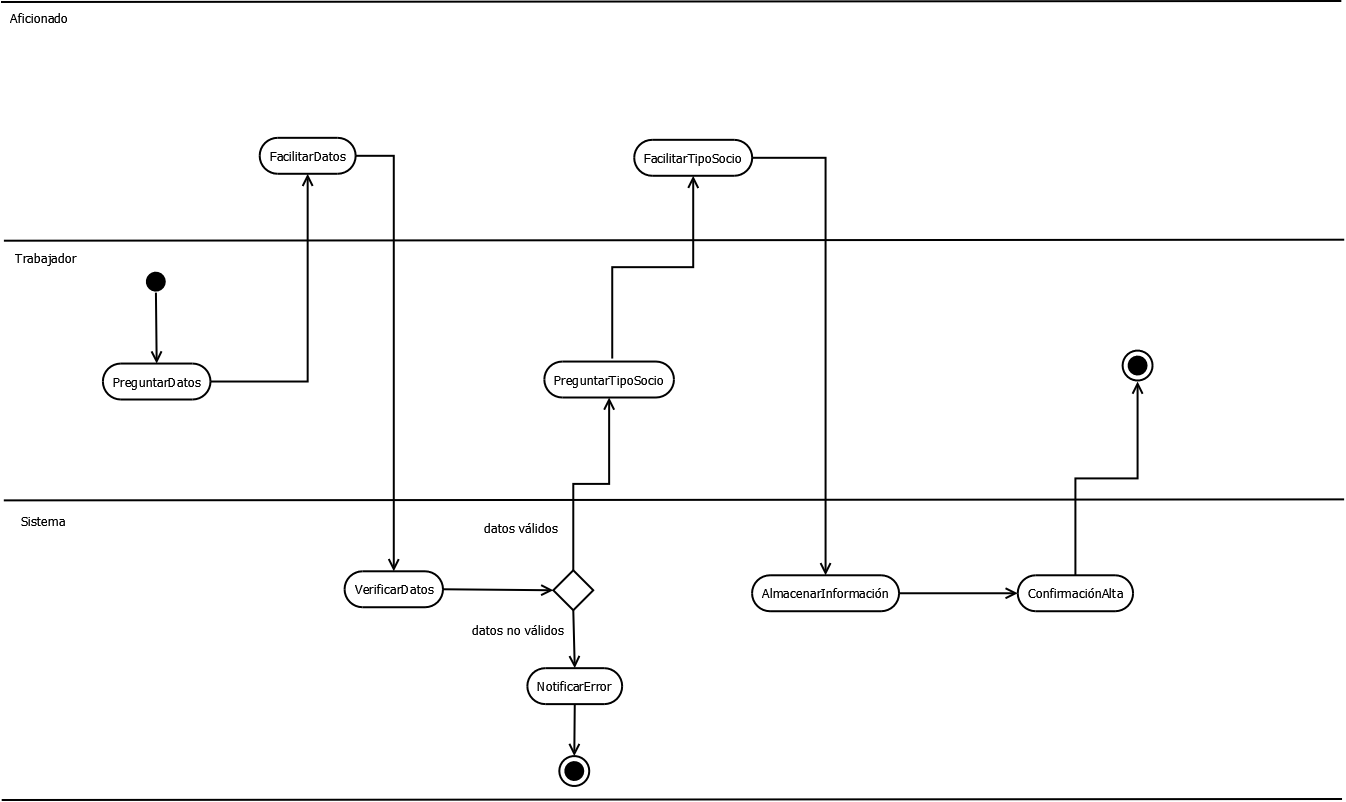 Aficionado
FacilitarDatos
FacilitarTipoSocio
Trabajador
PreguntarDatos
PreguntarTipoSocio
Sistema
datos válidos
VerificarDatos
AlmacenarInformación
ConfirmaciónAlta
datos no válidos
NotificarError